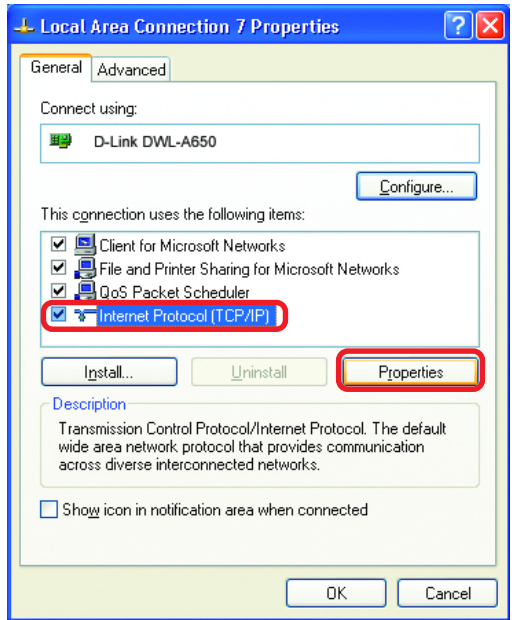 Local Area Connection 7 Properties
General Advanced
Connect using:
D-Link DWL-A650
Configure...
This connection uses the following items:
Client for Microsoft Networks
File and Printer Sharing for Microsoft Networks
QoS Packet Scheduler
Internet Protocol (TCP/IP)
Install... Uninstall Properties
Description
Transmission Control Protocol/Internet Protocol. The default
wide area network protocol that provides communication
across diverse interconnected networks.
Show icon in notification area when connected
OK Cancel